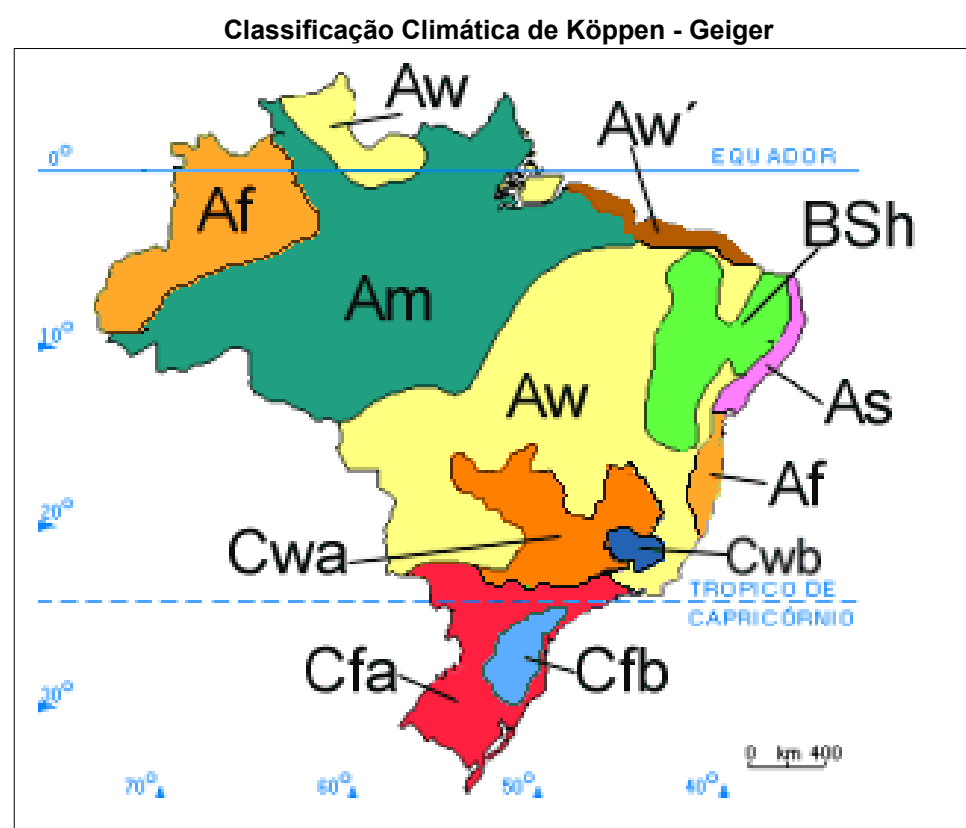 Classificação Climática de Köppen - Geiger
Aw
Aw´
0°
EQUADOR
Af
BSh
Am
10°
Aw
As
Af
20°
Cwa
Cwb
TROPICO DE
CAPRICÓRNIO
Cfa
Cfb
30°
0 km 400
70°
60°
50°
40°